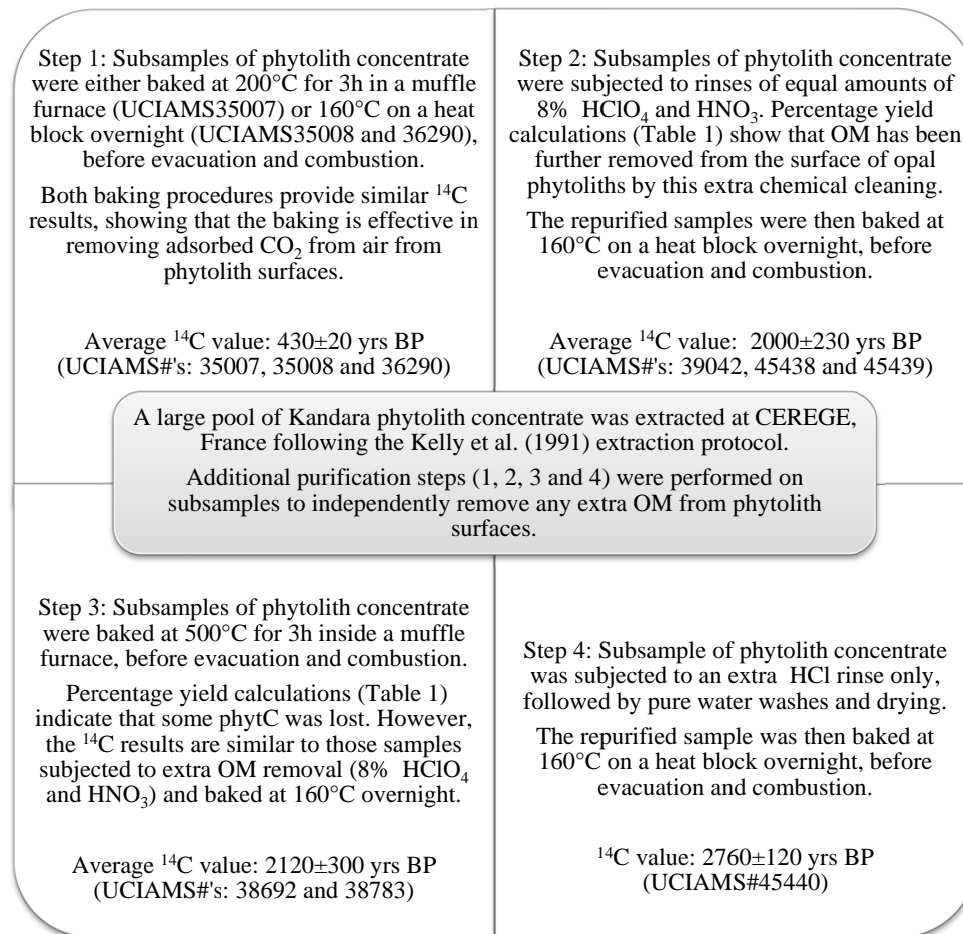 Step 1: Subsamples of phytolith concentrate
were either baked at 200°C for 3h in a muffle
furnace (UCIAMS35007) or 160°C on a heat
block overnight (UCIAMS35008 and 36290),
before evacuation and combustion.
Both baking procedures provide similar ¹⁴C
results, showing that the baking is effective in
removing adsorbed CO₂ from air from
phytolith surfaces.
Average ¹⁴C value: 430±20 yrs BP
(UCIAMS#'s: 35007, 35008 and 36290)
Step 2: Subsamples of phytolith concentrate
were subjected to rinses of equal amounts of
8% HClO₄ and HNO₃. Percentage yield
calculations (Table 1) show that OM has been
further removed from the surface of opal
phytoliths by this extra chemical cleaning.
The repurified samples were then baked at
160°C on a heat block overnight, before
evacuation and combustion.
Average ¹⁴C value: 2000±230 yrs BP
(UCIAMS#'s: 39042, 45438 and 45439)
A large pool of Kandara phytolith concentrate was extracted at CEREGE,
France following the Kelly et al. (1991) extraction protocol.
Additional purification steps (1, 2, 3 and 4) were performed on
subsamples to independently remove any extra OM from phytolith
surfaces.
Step 3: Subsamples of phytolith concentrate
were baked at 500°C for 3h inside a muffle
furnace, before evacuation and combustion.
Percentage yield calculations (Table 1)
indicate that some phytC was lost. However,
the ¹⁴C results are similar to those samples
subjected to extra OM removal (8% HClO₄
and HNO₃) and baked at 160°C overnight.
Average ¹⁴C value: 2120±300 yrs BP
(UCIAMS#'s: 38692 and 38783)
Step 4: Subsample of phytolith concentrate
was subjected to an extra HCl rinse only,
followed by pure water washes and drying.
The repurified sample was then baked at
160°C on a heat block overnight, before
evacuation and combustion.
¹⁴C value: 2760±120 yrs BP
(UCIAMS#45440)